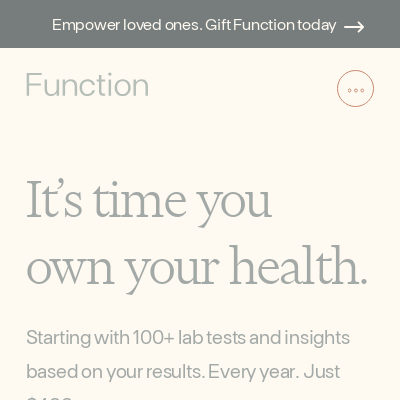 Empower loved ones. Gift Function today →
Function
It’s time you
own your health.
Starting with 100+ lab tests and insights
based on your results. Every year. Just